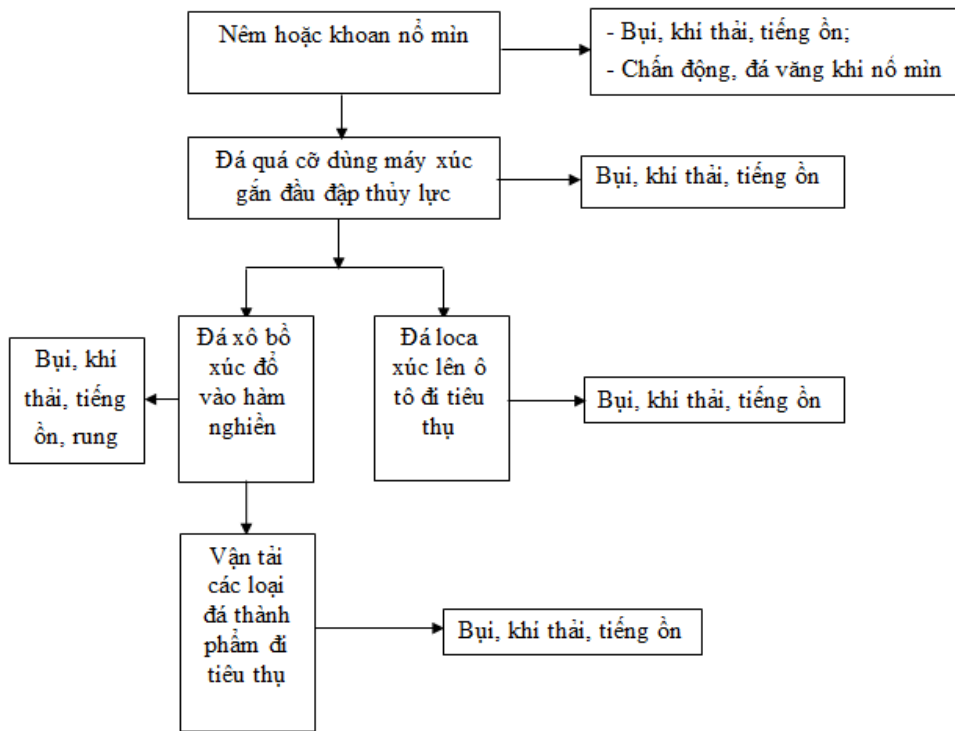 Nêm hoặc khoan nổ mìn
- Bụi, khí thải, tiếng ồn;
- Chấn động, đá văng khi nổ mìn
Đá quá cỡ dùng máy xúc
gắn đầu đập thủy lực
Bụi, khí thải, tiếng ồn
Bụi, khí
thải, tiếng
ồn, rung
Đá xô bồ
xúc đổ
vào hàm
nghiền
Đá loca
xúc lên ô
tô đi tiêu
thụ
Bụi, khí thải, tiếng ồn
Vận tải
các loại
đá thành
phẩm đi
tiêu thụ
Bụi, khí thải, tiếng ồn